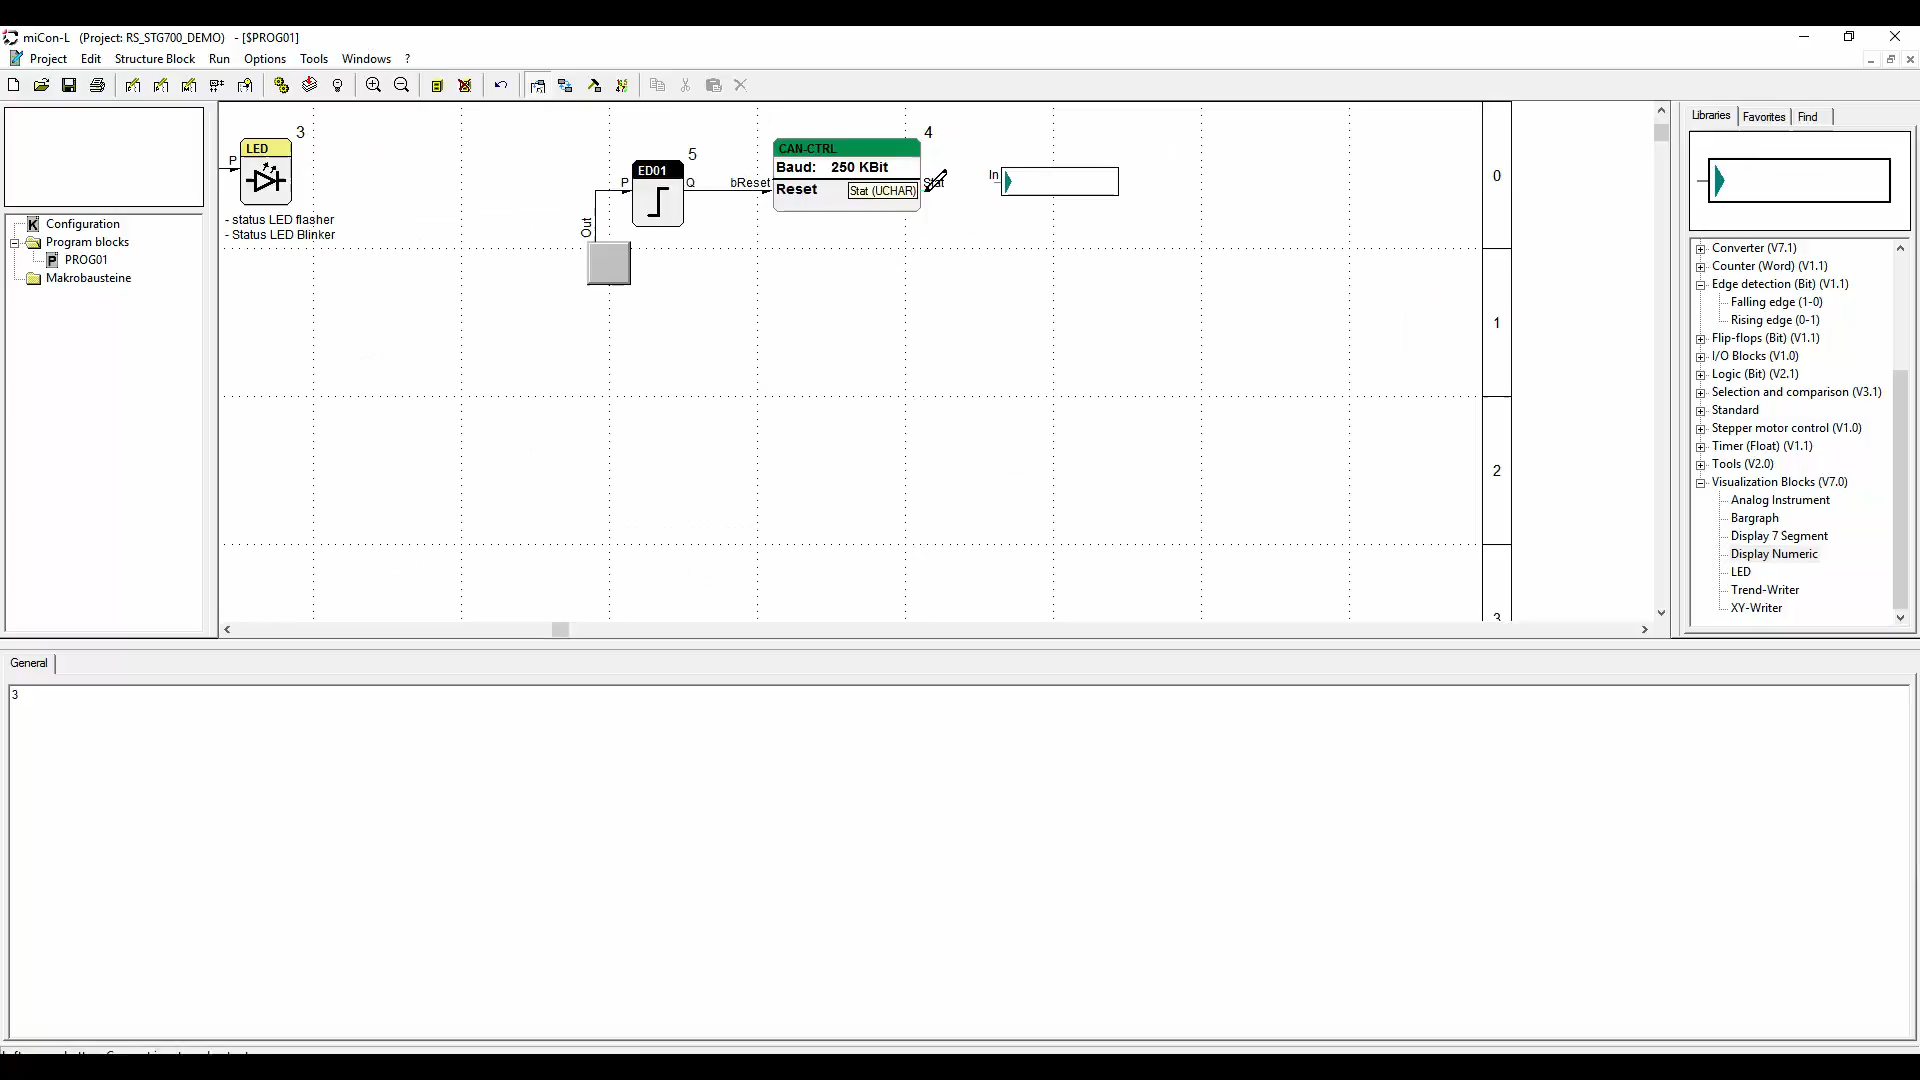 miCon-L (Project: RS_STG700_DEMO) - [$PROG01]
Project Edit Structure Block Run Options Tools Windows ?
Configuration
Program blocks
PROG01
Makrobausteine
P
LED
3
- status LED flasher
- Status LED Blinker
Out
P
ED01
5
Q
bReset
CAN-CTRL
4
Baud: 250 KBit
Reset
Stat (UCHAR)
Stat
In
0
1
2
3
Libraries Favorites Find
Converter (V7.1)
Counter (Word) (V1.1)
Edge detection (Bit) (V1.1)
Falling edge (1-0)
Rising edge (0-1)
Flip-flops (Bit) (V1.1)
I/O Blocks (V1.0)
Logic (Bit) (V2.1)
Selection and comparison (V3.1)
Standard
Stepper motor control (V1.0)
Timer (Float) (V1.1)
Tools (V2.0)
Visualization Blocks (V7.0)
Analog Instrument
Bargraph
Display 7 Segment
Display Numeric
LED
Trend-Writer
XY-Writer
General
3